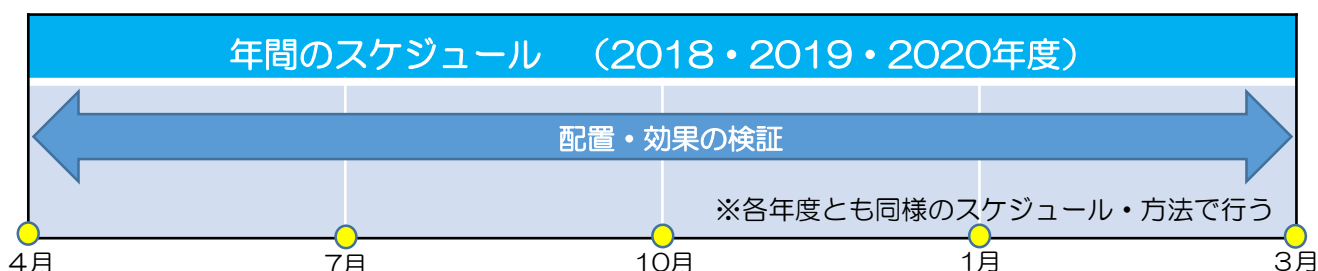 年間のスケジュール　（2018・2019・2020年度）
配置・効果の検証
※各年度とも同様のスケジュール・方法で行う
4月 7月 10月 1月 3月